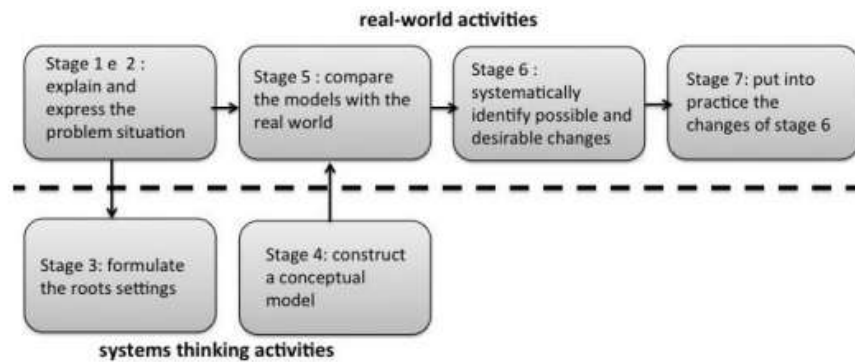 real-world activities
Stage 1 e 2 :
explain and
express the
problem situation
Stage 5 : compare
the models with the
real world
Stage 6 :
systematically
identify possible and
desirable changes
Stage 7: put into
practice the
changes of stage 6
Stage 3: formulate
the roots settings
Stage 4: construct
a conceptual
model
systems thinking activities